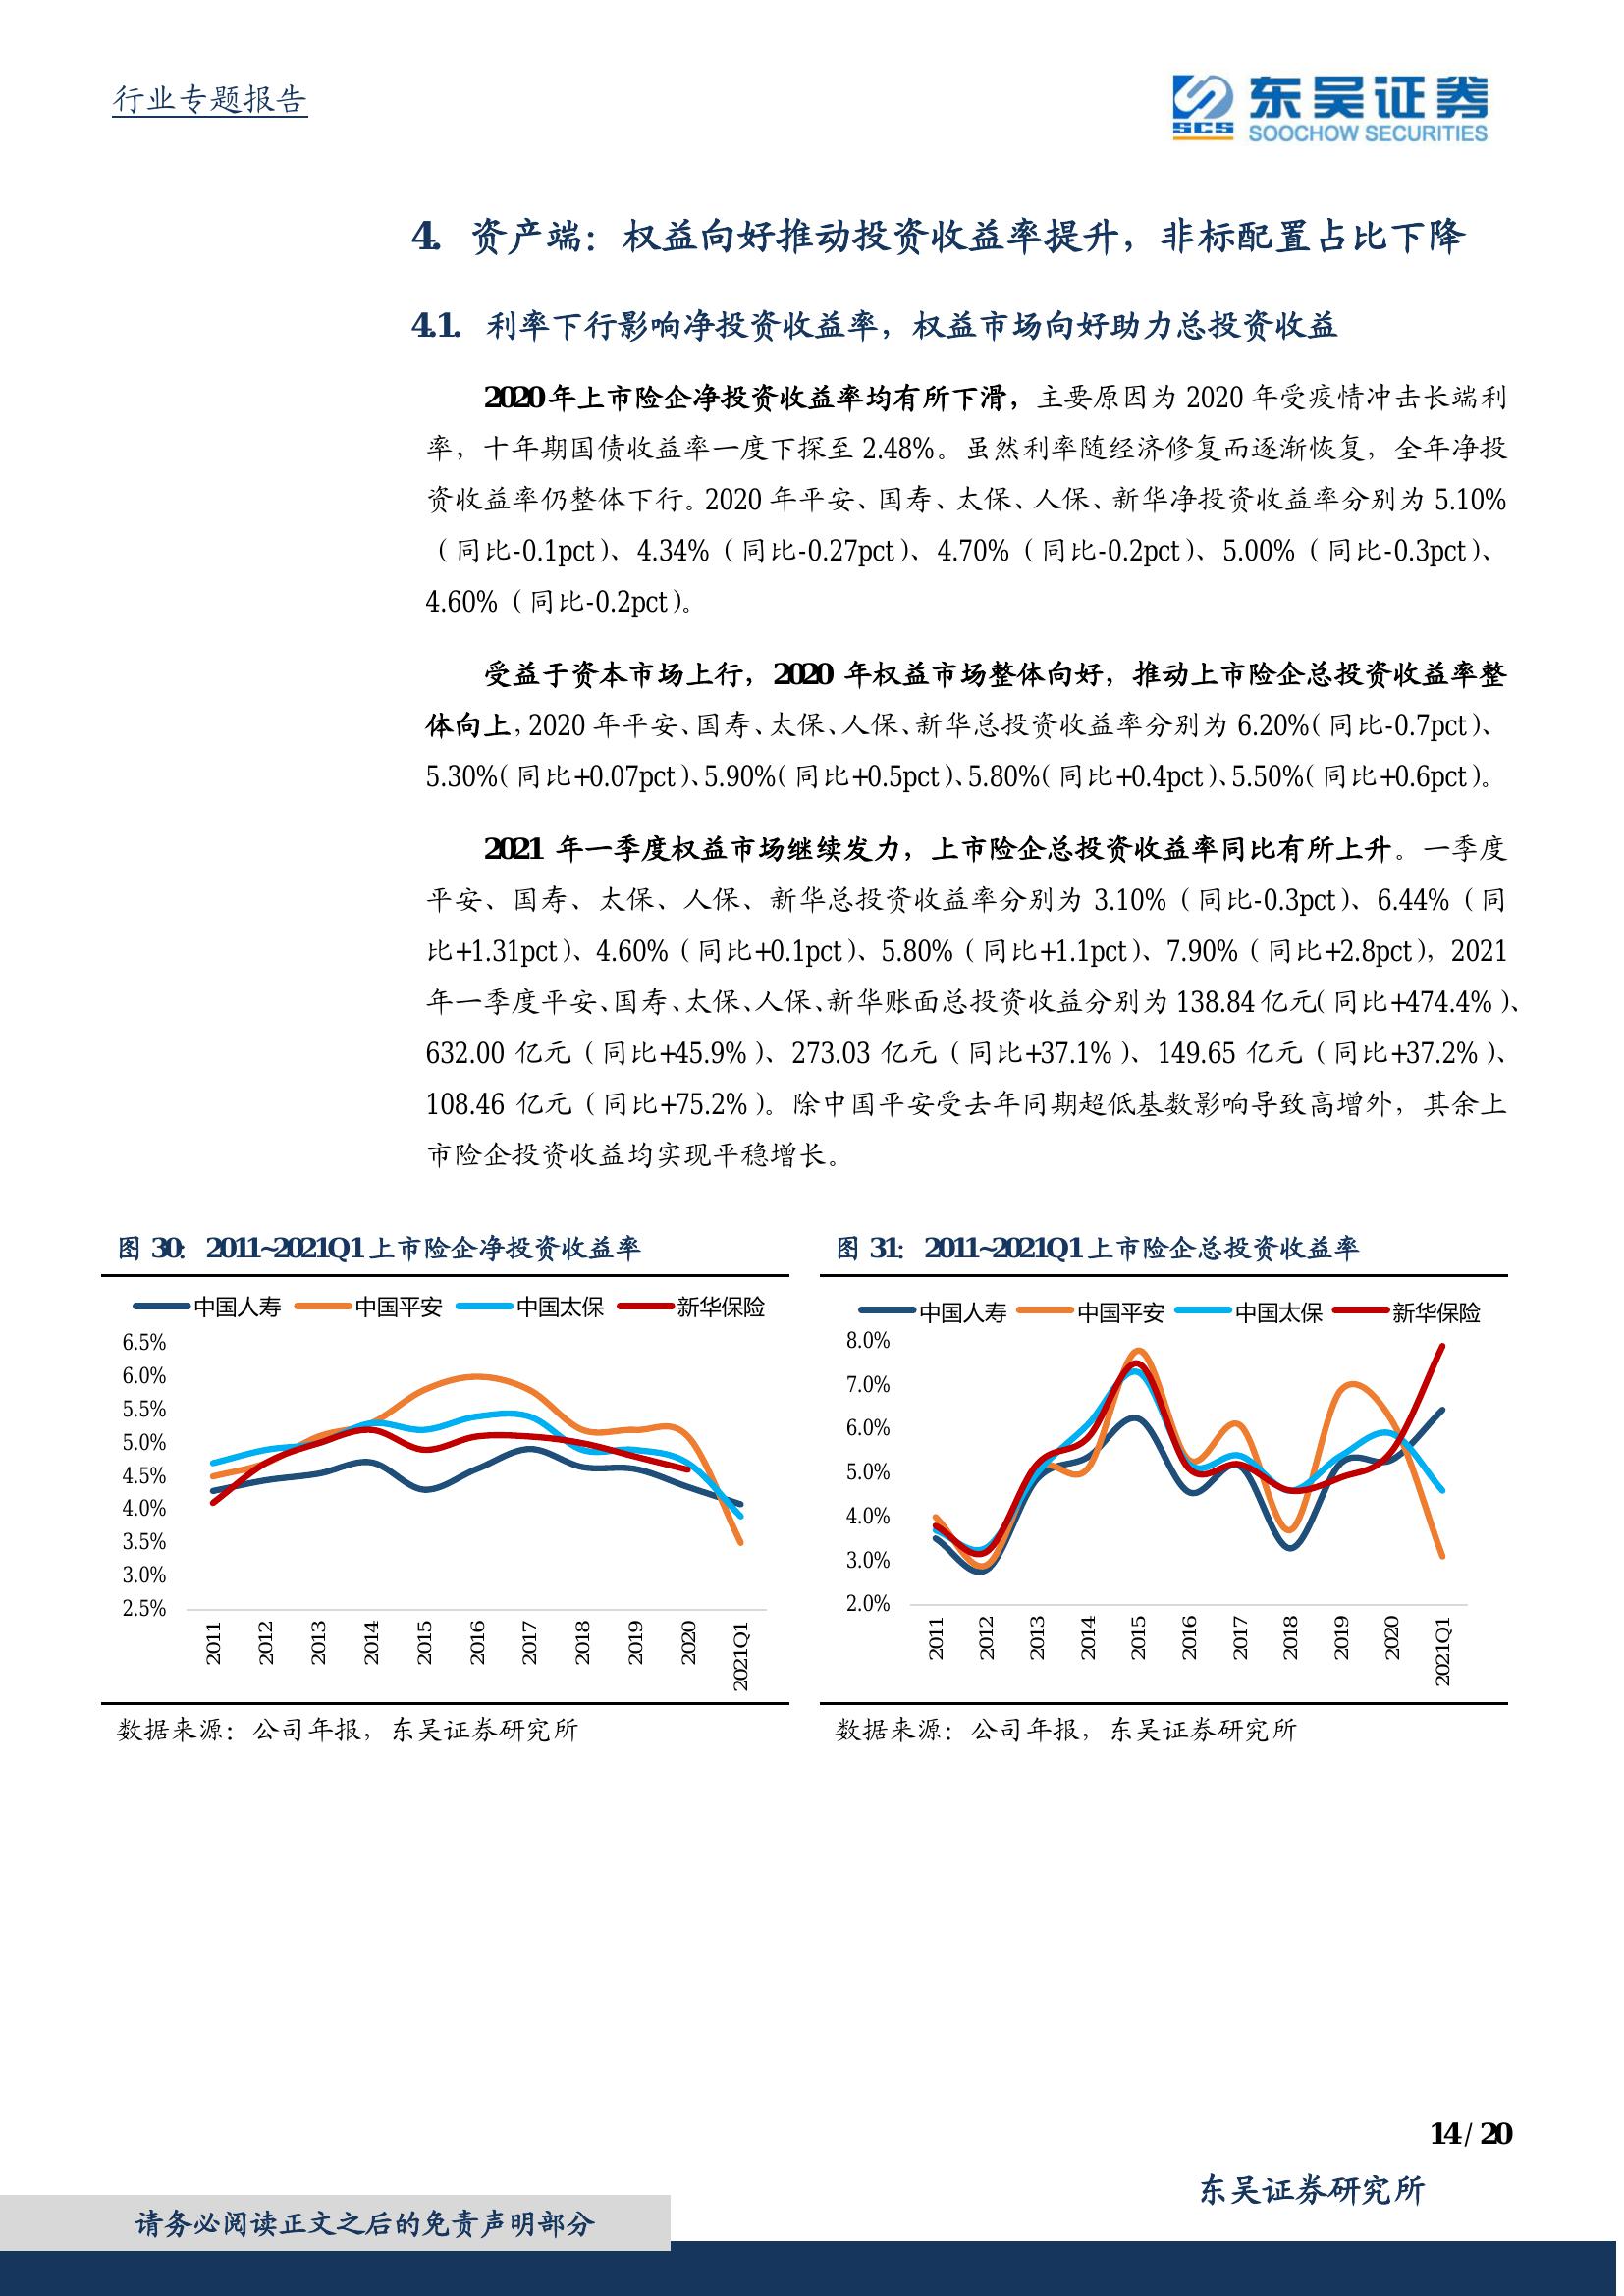 行业专题报告
SCS
东吴证券
SOOCHOW SECURITIES
4. 资产端：权益向好推动投资收益率提升，非标配置占比下降
4.1. 利率下行影响净投资收益率，权益市场向好助力总投资收益
2020 年上市险企净投资收益率均有所下滑，主要原因为 2020 年受疫情冲击长端利
率，十年期国债收益率一度下探至 2.48%。虽然利率随经济修复而逐渐恢复，全年净投
资收益率仍整体下行。2020 年平安、国寿、太保、人保、新华净投资收益率分别为 5.10%
（同比-0.1pct）、4.34%（同比-0.27pct）、4.70%（同比-0.2pct）、5.00%（同比-0.3pct）、
4.60%（同比-0.2pct）。
受益于资本市场上行，2020 年权益市场整体向好，推动上市险企总投资收益率整
体向上，2020 年平安、国寿、太保、人保、新华总投资收益率分别为 6.20%（同比-0.7pct）、
5.30%（同比+0.07pct）、5.90%（同比+0.5pct）、5.80%（同比+0.4pct）、5.50%（同比+0.6pct）。
2021 年一季度权益市场继续发力，上市险企总投资收益率同比有所上升。一季度
平安、国寿、太保、人保、新华总投资收益率分别为 3.10%（同比-0.3pct）、6.44%（同
比+1.31pct）、4.60%（同比+0.1pct）、5.80%（同比+1.1pct）、7.90%（同比+2.8pct），2021
年一季度平安、国寿、太保、人保、新华账面总投资收益分别为 138.84 亿元（同比+474.4%）、
632.00 亿元（同比+45.9%）、273.03 亿元（同比+37.1%）、149.65 亿元（同比+37.2%）、
108.46 亿元（同比+75.2%）。除中国平安受去年同期超低基数影响导致高增外，其余上
市险企投资收益均实现平稳增长。
图 30： 2011~2021Q1 上市险企净投资收益率
中国人寿 中国平安 中国太保 新华保险
6.5%
6.0%
5.5%
5.0%
4.5%
4.0%
3.5%
3.0%
2.5%
2011 2012 2013 2014 2015 2016 2017 2018 2019 2020 2021Q1
数据来源：公司年报，东吴证券研究所
图 31： 2011~2021Q1 上市险企总投资收益率
中国人寿 中国平安 中国太保 新华保险
8.0%
7.0%
6.0%
5.0%
4.0%
3.0%
2.0%
2011 2012 2013 2014 2015 2016 2017 2018 2019 2020 2021Q1
数据来源：公司年报，东吴证券研究所
14 / 20
东吴证券研究所
请务必阅读正文之后的免责声明部分